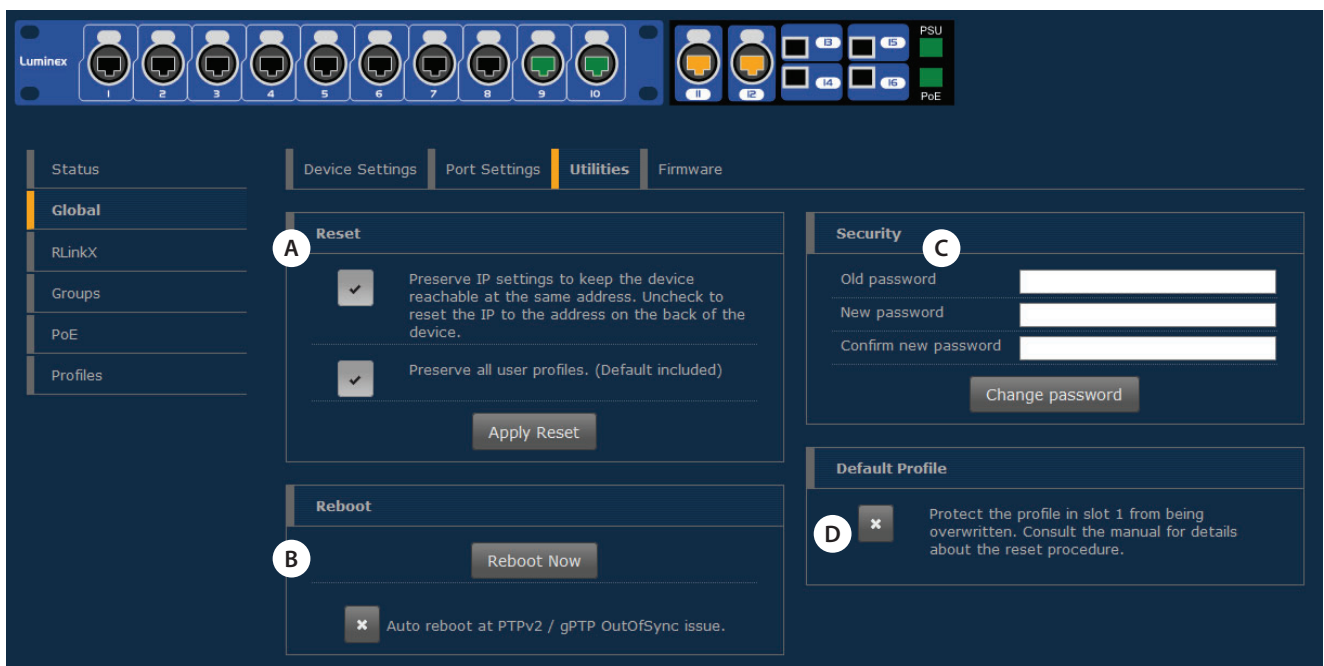 PSU
Luminex
13
15
14
16
1
2
3
4
5
6
7
8
9
10
11
12
PoE
Status
Device Settings
Port Settings
Utilities
Firmware
Global
RLinkX
Groups
PoE
Profiles
A
Reset
Preserve IP settings to keep the device
reachable at the same address. Uncheck to
reset the IP to the address on the back of the
device.
Preserve all user profiles. (Default included)
Apply Reset
Security
C
Old password
New password
Confirm new password
Change password
Reboot
B
Reboot Now
Auto reboot at PTPv2 / gPTP OutOfSync issue.
Default Profile
D
Protect the profile in slot 1 from being
overwritten. Consult the manual for details
about the reset procedure.